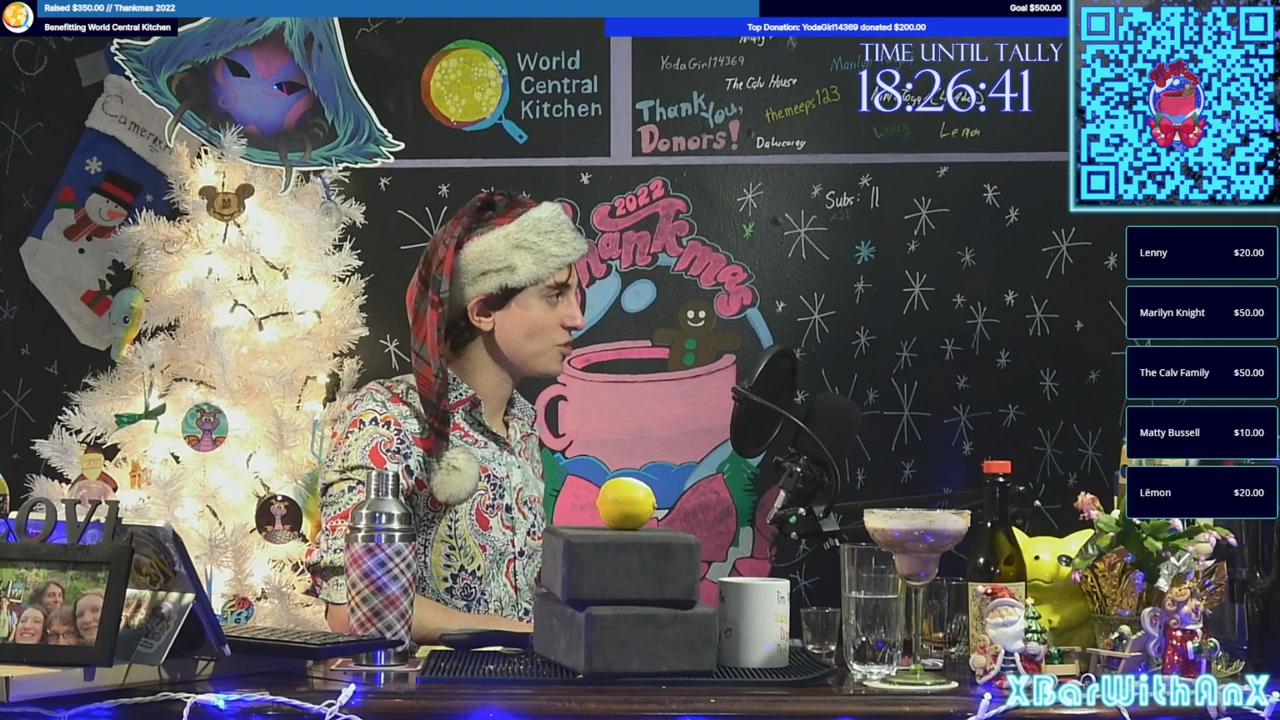 Raised $350.00 // Thankmas 2022
Goal $500.00
Benefitting World Central Kitchen
Top Donation: YodaGirl14369 donated $200.00
TIME UNTIL TALLY
18:26:41
Cameron
World
Central
Kitchen
YodaGirl14369
The Calv House
Thank
You,
Donors!
themeeps123
Dalucorey
Lenny
Lemon
2022
Thankmas
Subs: 11
Lenny $20.00
Marilyn Knight $50.00
The Calv Family $50.00
Matty Bussell $10.00
Lēmon $20.00
I'm
XBarWithAnX